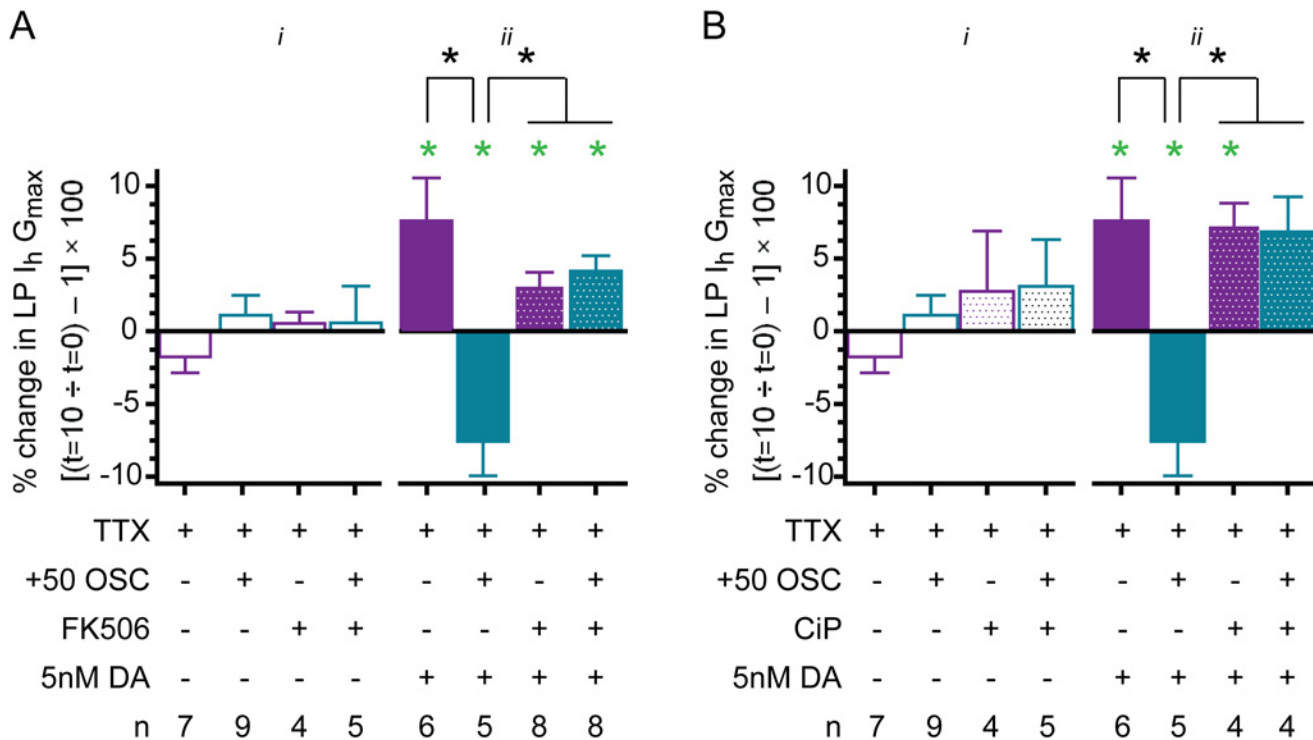 A
i
ii
* *
* * * *
% change in LP Ih Gmax
[(t=10 ÷ t=0) − 1] × 100
10
5
0
-5
-10
TTX + + + + + + + +
+50 OSC - + - + - + - +
FK506 - - + + - - + +
5nM DA - - - - + + + +
n 7 9 4 5 6 5 8 8
B
i
ii
* *
* * *
% change in LP Ih Gmax
[(t=10 ÷ t=0) − 1] × 100
10
5
0
-5
-10
TTX + + + + + + + +
+50 OSC - + - + - + - +
CiP - - + + - - + +
5nM DA - - - - + + + +
n 7 9 4 5 6 5 4 4